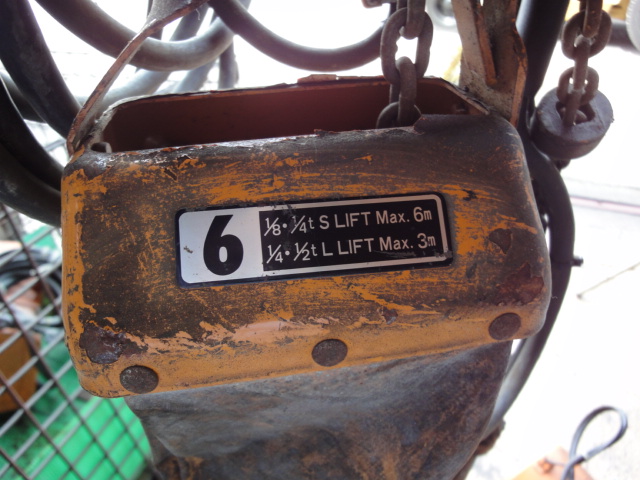 6
1/8・1/4t S LIFT Max. 6m
1/4・1/2t L LIFT Max. 3m